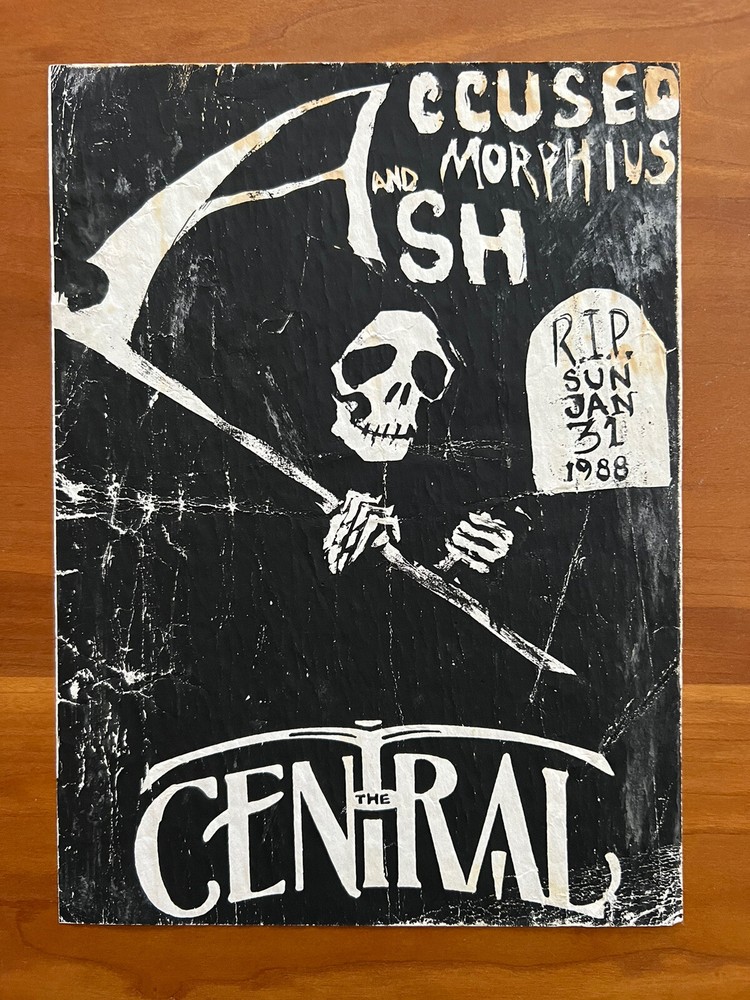 ACCUSED
MORPHIUS
AND
ASH
R.I.P.
SUN
JAN
31
1988
THE
CENTRAL